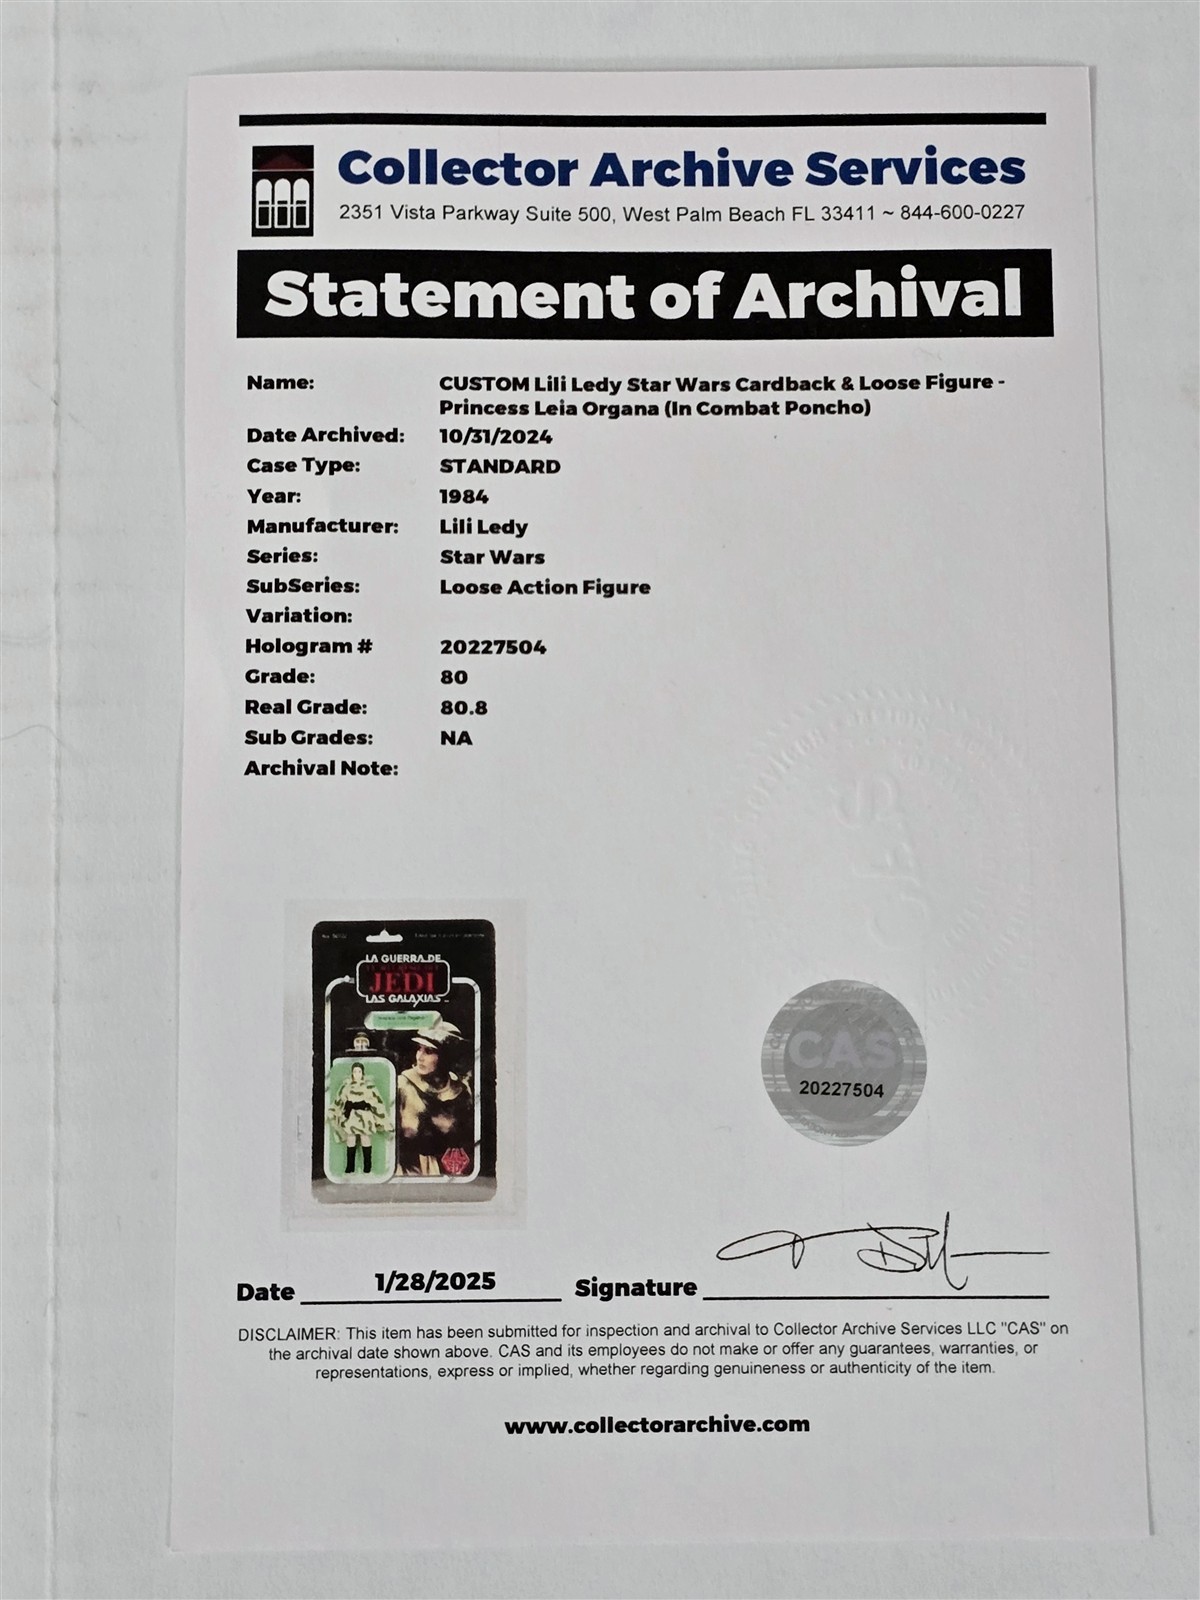 Collector Archive Services
2351 Vista Parkway Suite 500, West Palm Beach FL 33411 ~ 844-600-0227
Statement of Archival
Name: CUSTOM Lili Ledy Star Wars Cardback & Loose Figure -
Princess Leia Organa (In Combat Poncho)
Date Archived: 10/31/2024
Case Type: STANDARD
Year: 1984
Manufacturer: Lili Ledy
Series: Star Wars
SubSeries: Loose Action Figure
Variation:
Hologram # 20227504
Grade: 80
Real Grade: 80.8
Sub Grades: NA
Archival Note:
LA GUERRA DE
JEDI
LAS GALAXIAS
CAS
20227504
Date 1/28/2025 Signature
DISCLAIMER: This item has been submitted for inspection and archival to Collector Archive Services LLC "CAS" on
the archival date shown above. CAS and its employees do not make or offer any guarantees, warranties, or
representations, express or implied, whether regarding genuineness or authenticity of the item.
www.collectorarchive.com